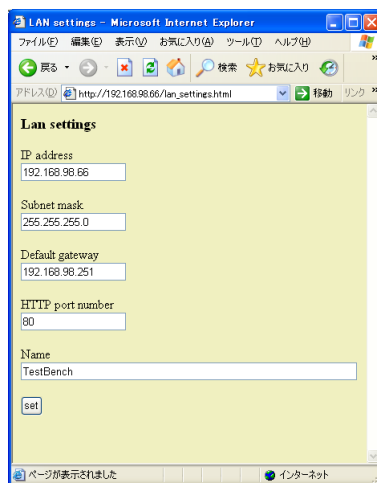 LAN settings - Microsoft Internet Explorer
ファイル(F) 編集(E) 表示(V) お気に入り(A) ツール(T) ヘルプ(H) »
戻る 検索 お気に入り »
アドレス(D) http://192.168.98.66/lan_settings.html 移動 リンク »
Lan settings
IP address
192.168.98.66
Subnet mask
255.255.255.0
Default gateway
192.168.98.251
HTTP port number
80
Name
TestBench
set
ページが表示されました インターネット